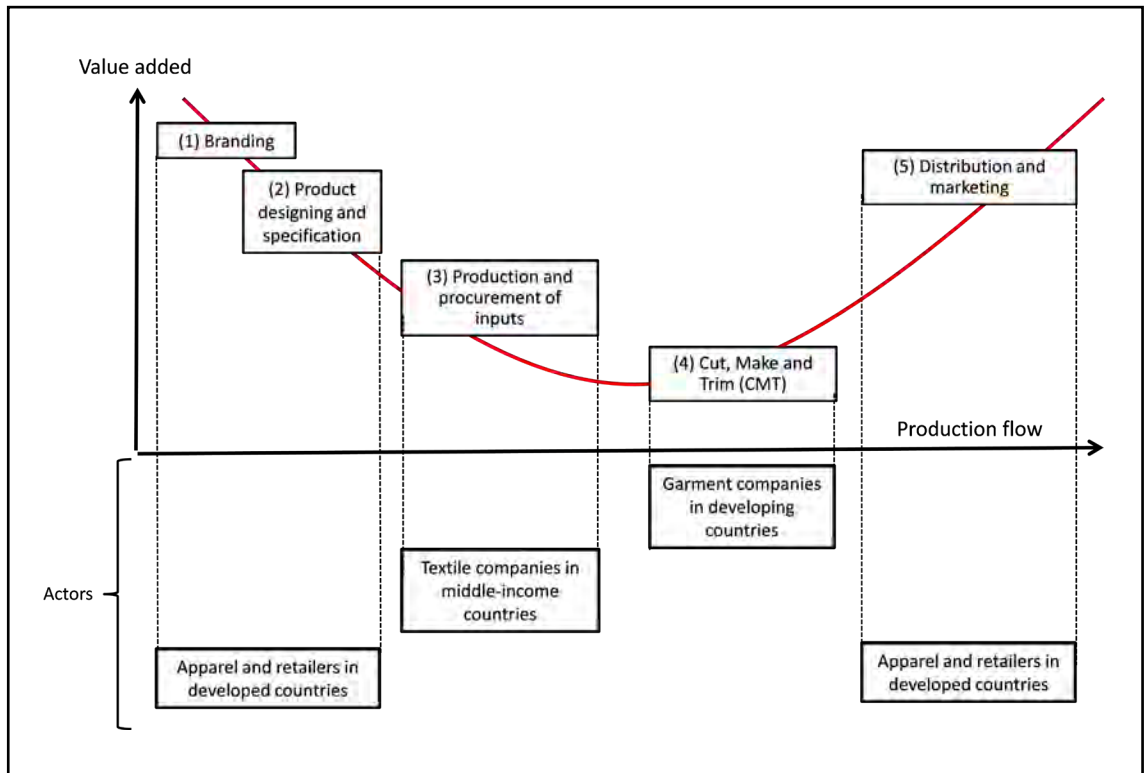 Value added
(1) Branding
(2) Product
designing and
specification
(3) Production and
procurement of
inputs
(4) Cut, Make and
Trim (CMT)
(5) Distribution and
marketing
Production flow
Actors
Apparel and retailers in
developed countries
Textile companies in
middle-income
countries
Garment companies
in developing
countries
Apparel and retailers in
developed countries